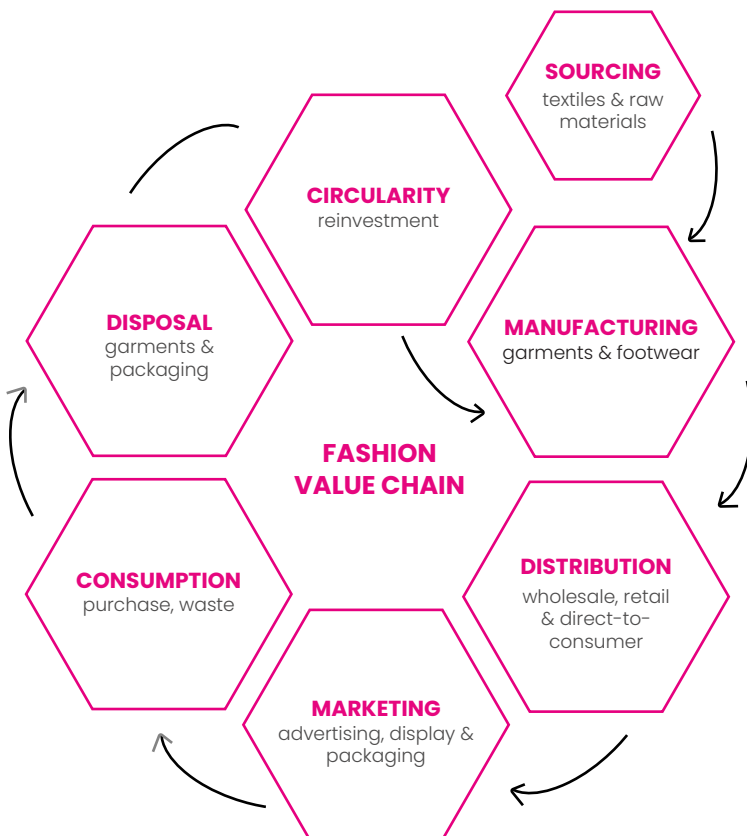 SOURCING
textiles & raw
materials
CIRCULARITY
reinvestment
DISPOSAL
garments &
packaging
MANUFACTURING
garments & footwear
FASHION
VALUE CHAIN
CONSUMPTION
purchase, waste
DISTRIBUTION
wholesale, retail
& direct-to-
consumer
MARKETING
advertising, display &
packaging